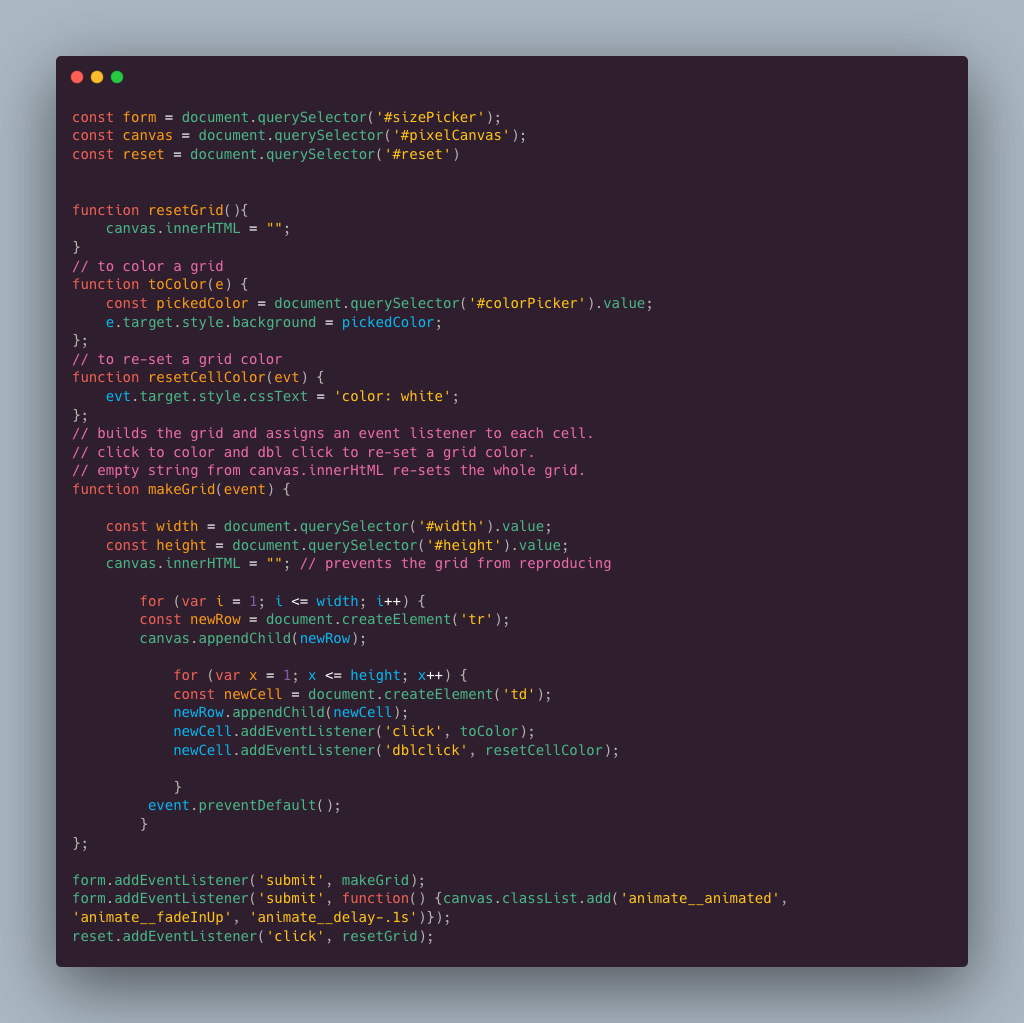 const form = document.querySelector('#sizePicker');
const canvas = document.querySelector('#pixelCanvas');
const reset = document.querySelector('#reset')
function resetGrid(){
    canvas.innerHTML = "";
}
// to color a grid
function toColor(e) {
    const pickedColor = document.querySelector('#colorPicker').value;
    e.target.style.background = pickedColor;
};
// to re-set a grid color
function resetCellColor(evt) {
    evt.target.style.cssText = 'color: white';
};
// builds the grid and assigns an event listener to each cell.
// click to color and dbl click to re-set a grid color.
// empty string from canvas.innerHtML re-sets the whole grid.
function makeGrid(event) {
    const width = document.querySelector('#width').value;
    const height = document.querySelector('#height').value;
    canvas.innerHTML = ""; // prevents the grid from reproducing
        for (var i = 1; i <= width; i++) {
        const newRow = document.createElement('tr');
        canvas.appendChild(newRow);
            for (var x = 1; x <= height; x++) {
            const newCell = document.createElement('td');
            newRow.appendChild(newCell);
            newCell.addEventListener('click', toColor);
            newCell.addEventListener('dblclick', resetCellColor);
            }
         event.preventDefault();
        }
};
form.addEventListener('submit', makeGrid);
form.addEventListener('submit', function() {canvas.classList.add('animate__animated',
'animate__fadeInUp', 'animate__delay-.1s')});
reset.addEventListener('click', resetGrid);